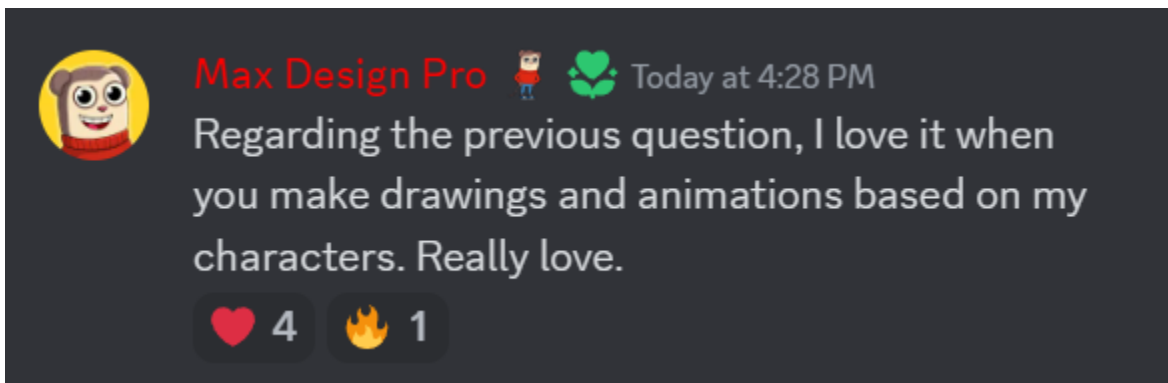 Max Design Pro Today at 4:28 PM
Regarding the previous question, I love it when
you make drawings and animations based on my
characters. Really love.
4 1